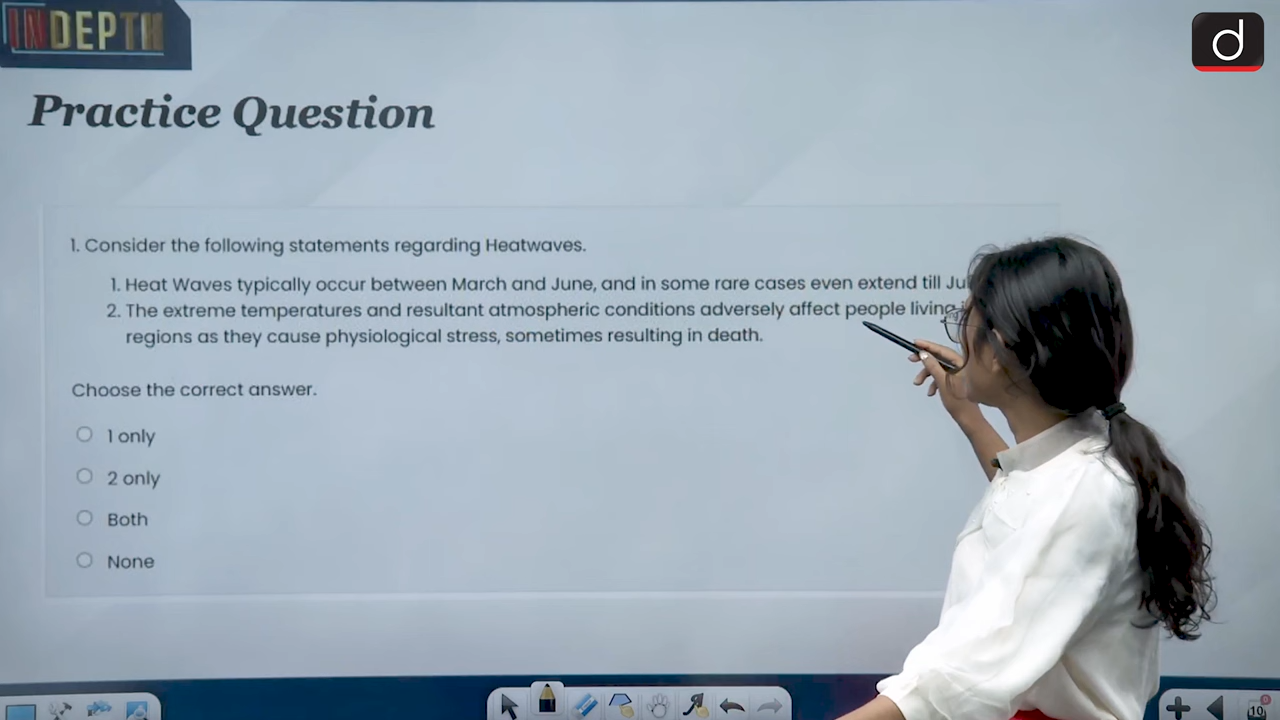 INDEPTH
d
Practice Question
1. Consider the following statements regarding Heatwaves.
1. Heat Waves typically occur between March and June, and in some rare cases even extend till
2. The extreme temperatures and resultant atmospheric conditions adversely affect people living
regions as they cause physiological stress, sometimes resulting in death.
Choose the correct answer.
1 only
2 only
Both
None
10